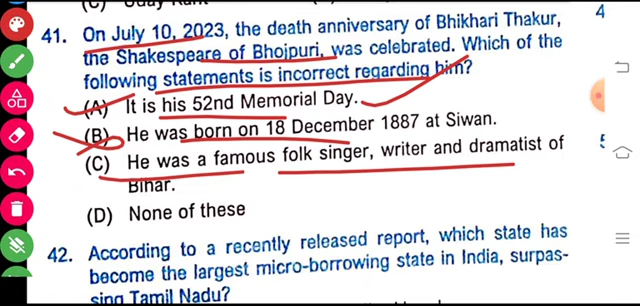 41. On July 10, 2023, the death anniversary of Bhikhari Thakur,
the Shakespeare of Bhojpuri, was celebrated. Which of the
following statements is incorrect regarding him?
(A) It is his 52nd Memorial Day.
(B) He was born on 18 December 1887 at Siwan.
(C) He was a famous folk singer, writer and dramatist of
Bihar.
(D) None of these
42. According to a recently released report, which state has
become the largest micro-borrowing state in India, surpas-
sing Tamil Nadu?
4